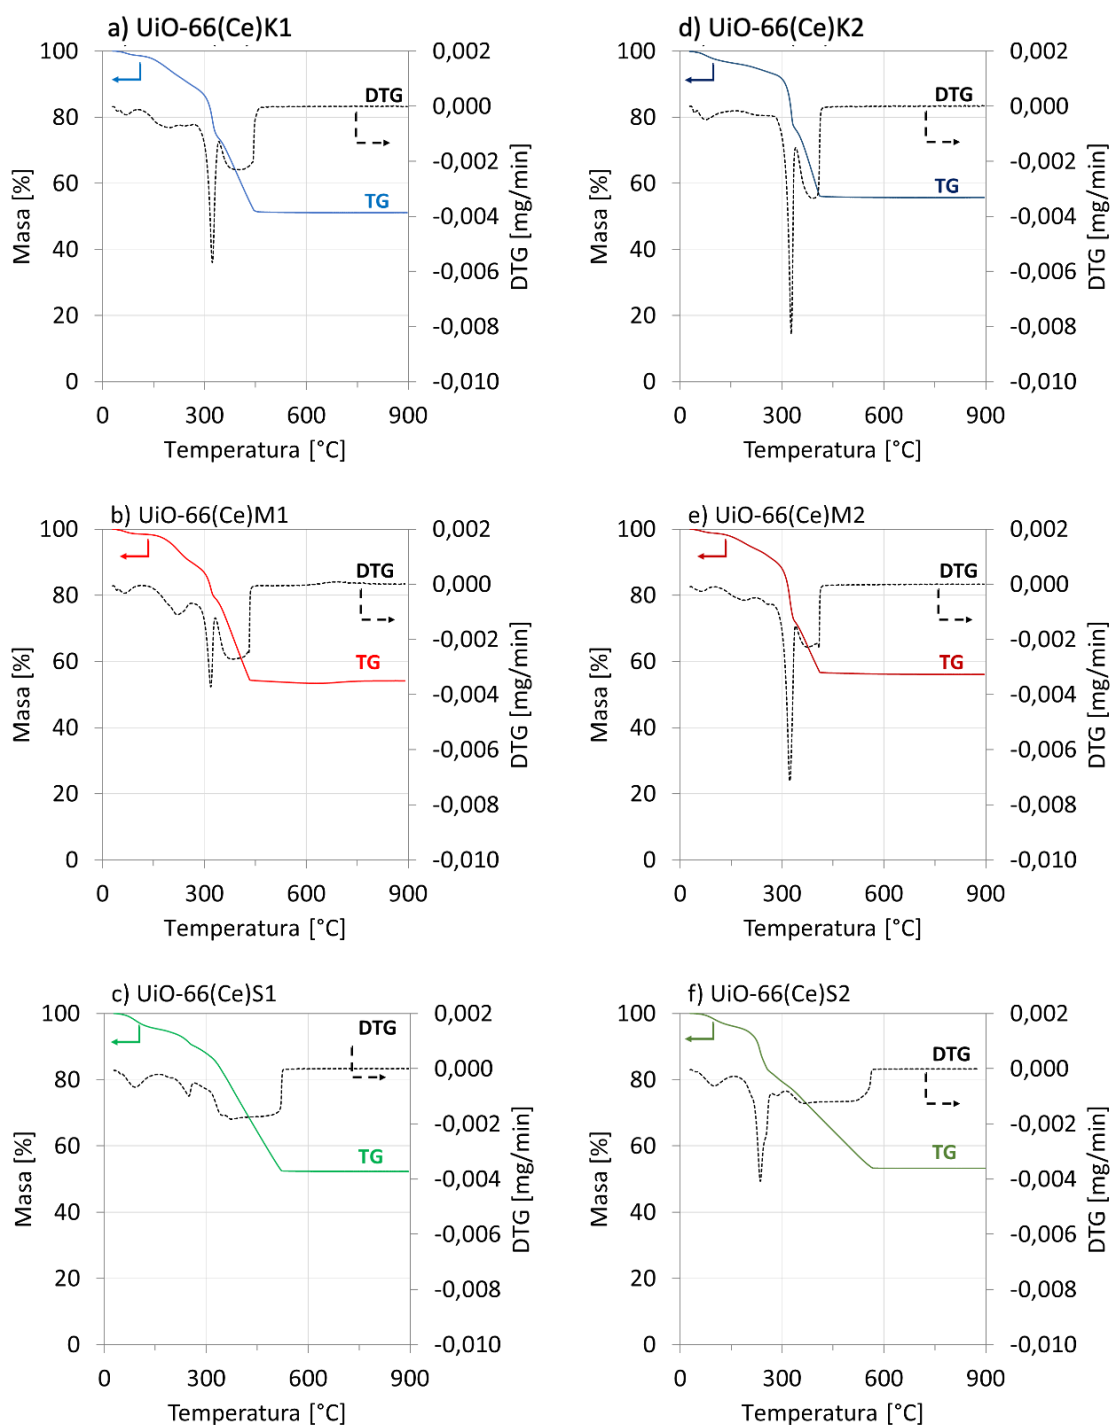 a) UiO-66(Ce)K1
100
80
60
40
20
0
Masa [%]
0,002
0,000
-0,002
-0,004
-0,006
-0,008
-0,010
DTG [mg/min]
DTG
TG
0 300 600 900
Temperatura [°C]
d) UiO-66(Ce)K2
100
80
60
40
20
0
Masa [%]
0,002
0,000
-0,002
-0,004
-0,006
-0,008
-0,010
DTG [mg/min]
DTG
TG
0 300 600 900
Temperatura [°C]
b) UiO-66(Ce)M1
100
80
60
40
20
0
Masa [%]
0,002
0,000
-0,002
-0,004
-0,006
-0,008
-0,010
DTG [mg/min]
DTG
TG
0 300 600 900
Temperatura [°C]
e) UiO-66(Ce)M2
100
80
60
40
20
0
Masa [%]
0,002
0,000
-0,002
-0,004
-0,006
-0,008
-0,010
DTG [mg/min]
DTG
TG
0 300 600 900
Temperatura [°C]
c) UiO-66(Ce)S1
100
80
60
40
20
0
Masa [%]
0,002
0,000
-0,002
-0,004
-0,006
-0,008
-0,010
DTG [mg/min]
DTG
TG
0 300 600 900
Temperatura [°C]
f) UiO-66(Ce)S2
100
80
60
40
20
0
Masa [%]
0,002
0,000
-0,002
-0,004
-0,006
-0,008
-0,010
DTG [mg/min]
DTG
TG
0 300 600 900
Temperatura [°C]